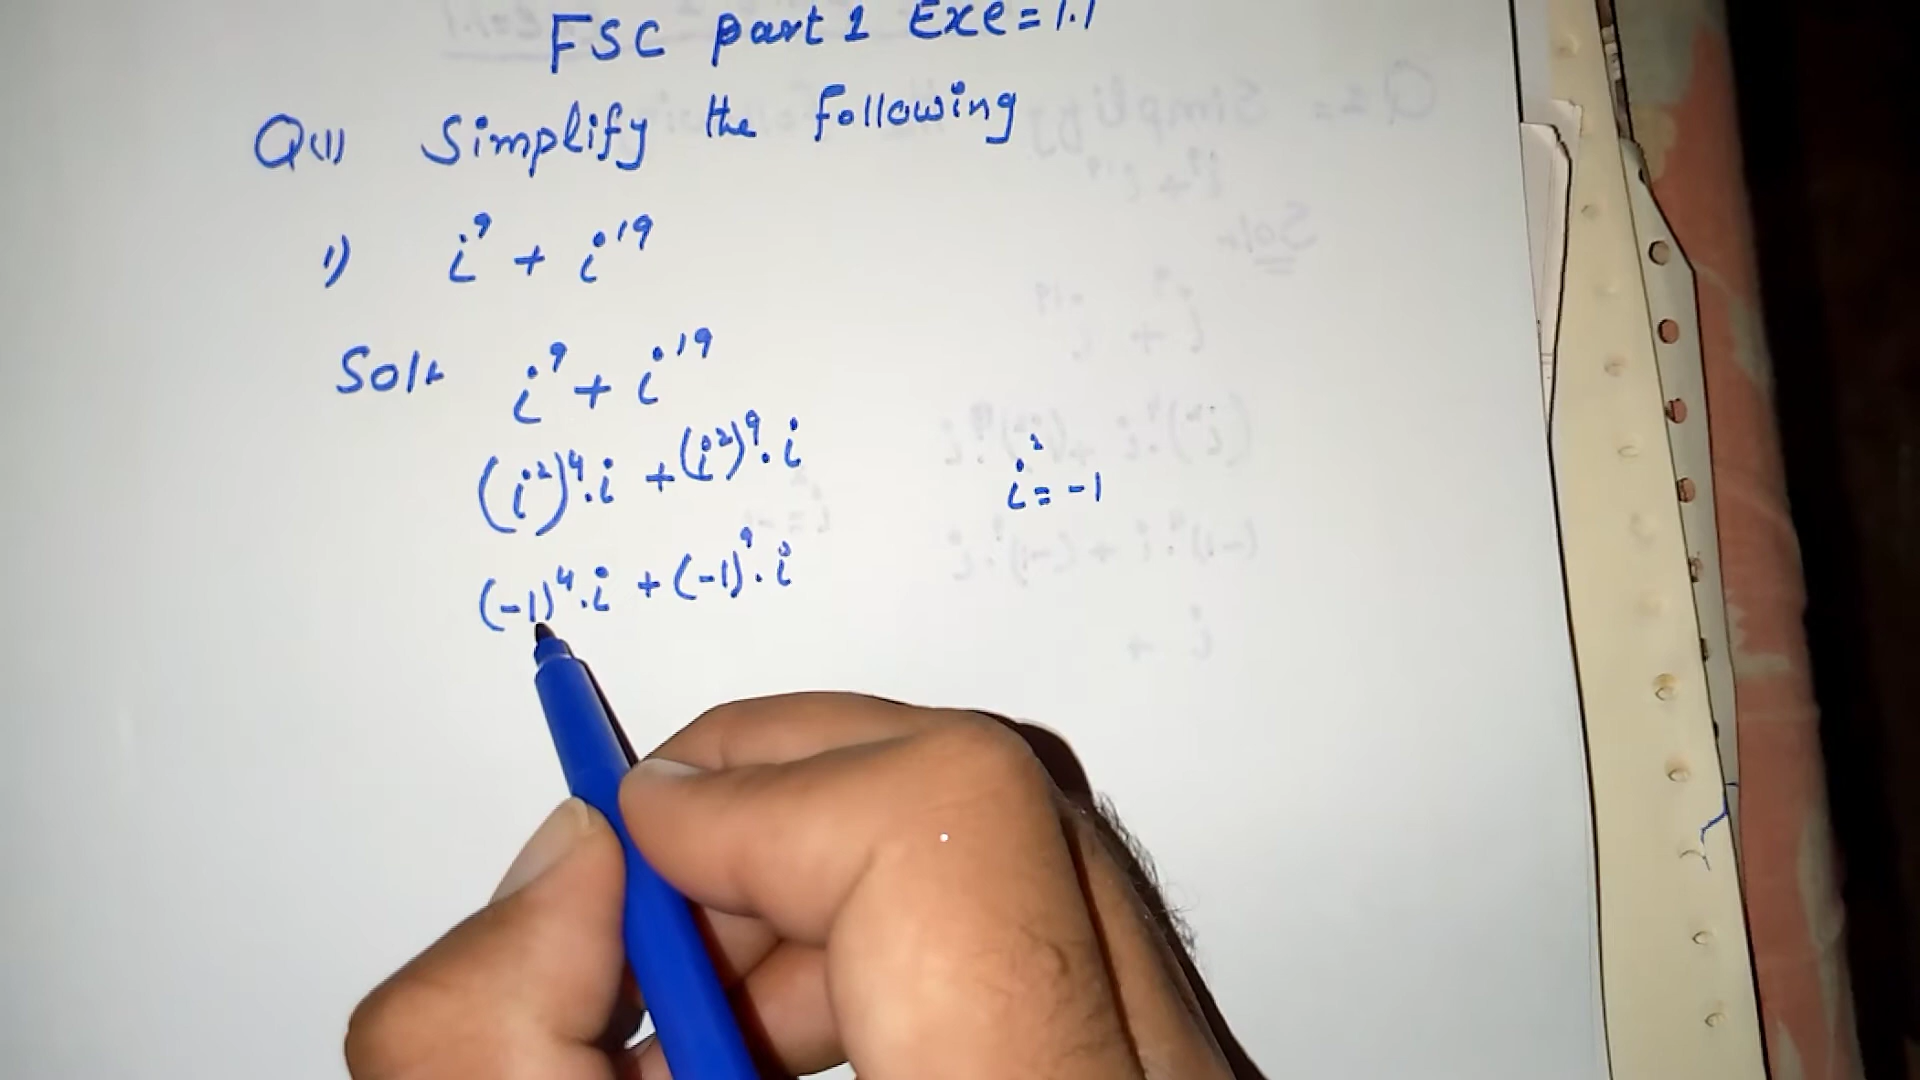 FSC part 1 Exe = 1.1
Q(1) Simplify the following
1) i⁹ + i¹⁹
Sol:- i⁹ + i¹⁹
(i²)⁴.i + (i²)⁹.i
i² = -1
(-1)⁴.i + (-1)⁹.i